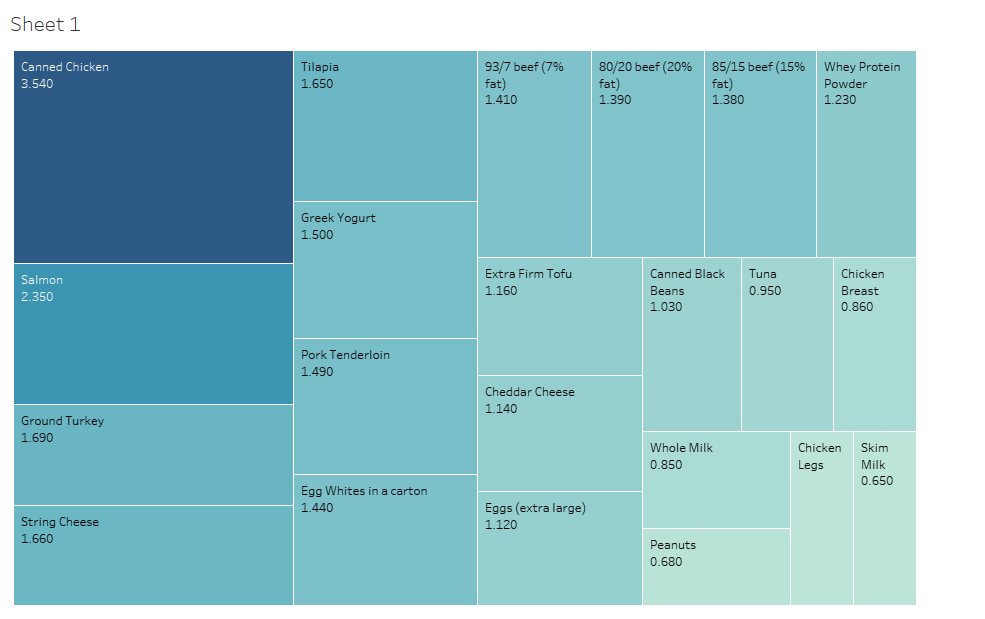 Sheet 1
Canned Chicken
3.540
Salmon
2.350
Ground Turkey
1.690
String Cheese
1.660
Tilapia
1.650
Greek Yogurt
1.500
Pork Tenderloin
1.490
Egg Whites in a carton
1.440
93/7 beef (7%
fat)
1.410
80/20 beef (20%
fat)
1.390
85/15 beef (15%
fat)
1.380
Whey Protein
Powder
1.230
Extra Firm Tofu
1.160
Cheddar Cheese
1.140
Eggs (extra large)
1.120
Canned Black
Beans
1.030
Tuna
0.950
Chicken
Breast
0.860
Whole Milk
0.850
Peanuts
0.680
Chicken
Legs
Skim
Milk
0.650